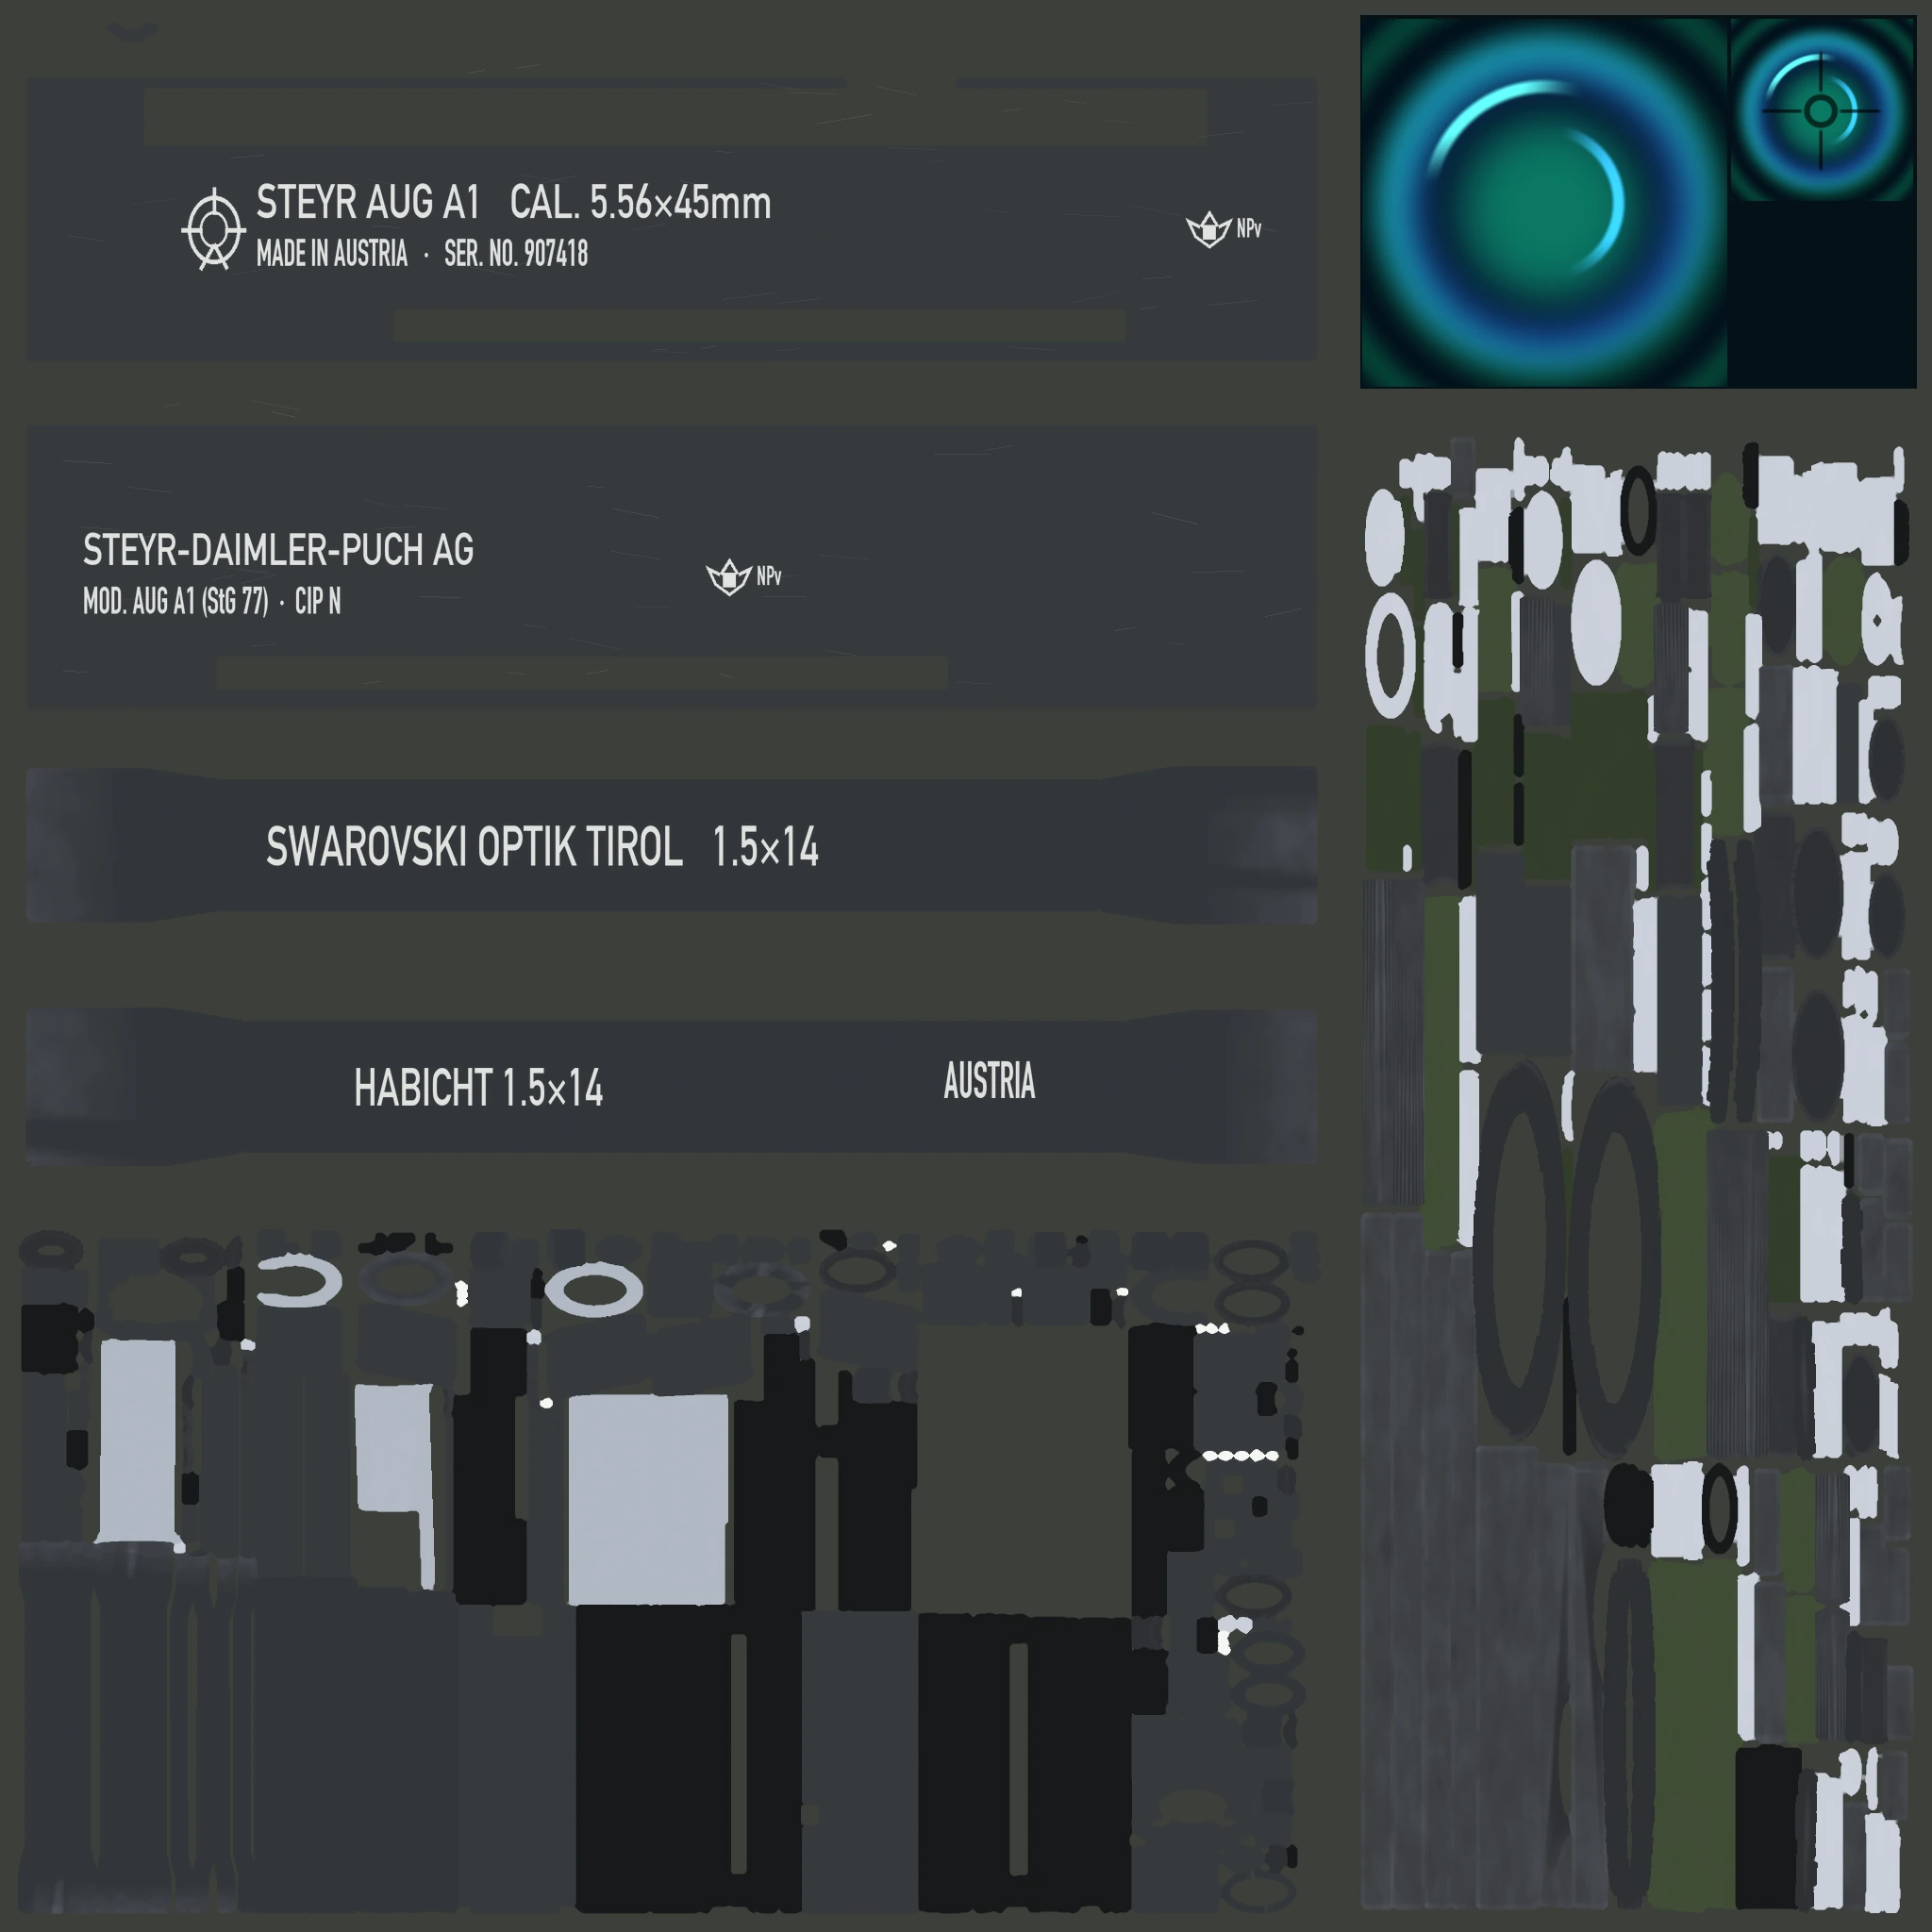 STEYR AUG A1 CAL. 5.56×45mm
MADE IN AUSTRIA · SER. NO. 907418
NPv
STEYR-DAIMLER-PUCH AG
MOD. AUG A1 (StG 77) · CIP N
NPv
SWAROVSKI OPTIK TIROL 1.5×14
HABICHT 1.5×14
AUSTRIA